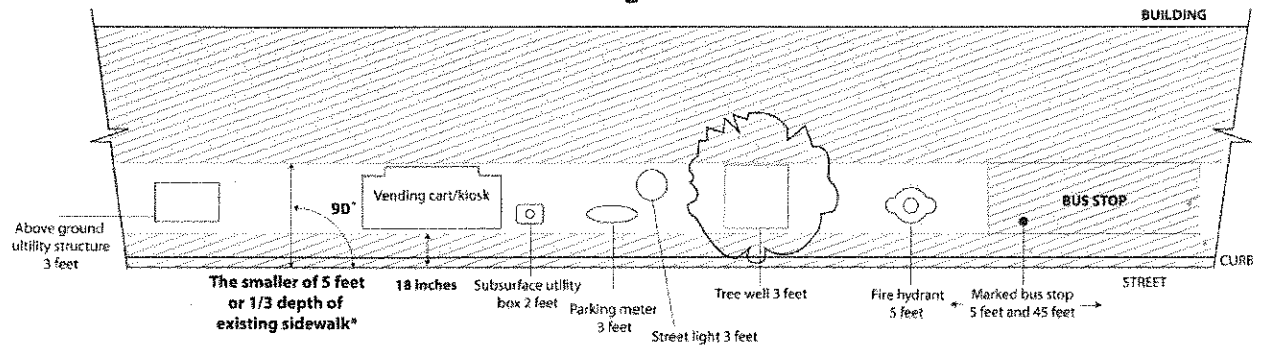 BUILDING
Vending cart/kiosk
90°
BUS STOP
Above ground
ultility structure
3 feet
CURB
STREET
The smaller of 5 feet
or 1/3 depth of
existing sidewalk*
18 inches
Subsurface utility
box 2 feet
Parking meter
3 feet
Street light 3 feet
Tree well 3 feet
Fire hydrant
5 feet
Marked bus stop
5 feet and 45 feet